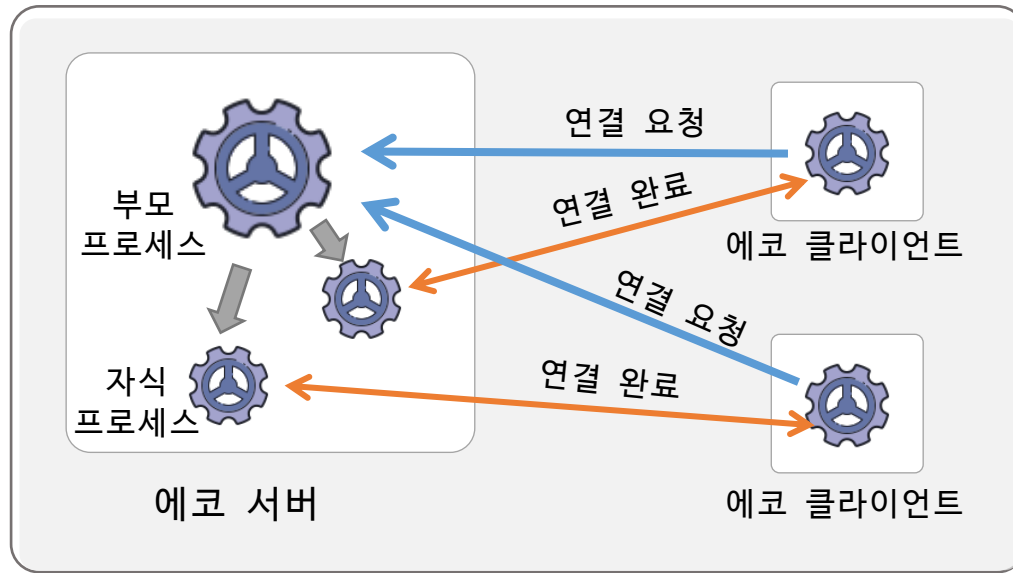 연결 요청
부모
프로세스
연결 완료
에코 클라이언트
연결 요청
자식
프로세스
연결 완료
에코 서버
에코 클라이언트